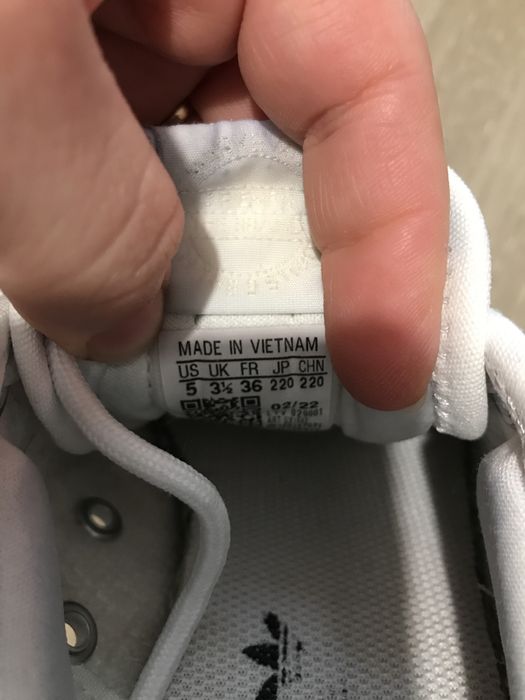 MADE IN VIETNAM
US UK FR JP CHN
5 3½ 36 220 220
02/22